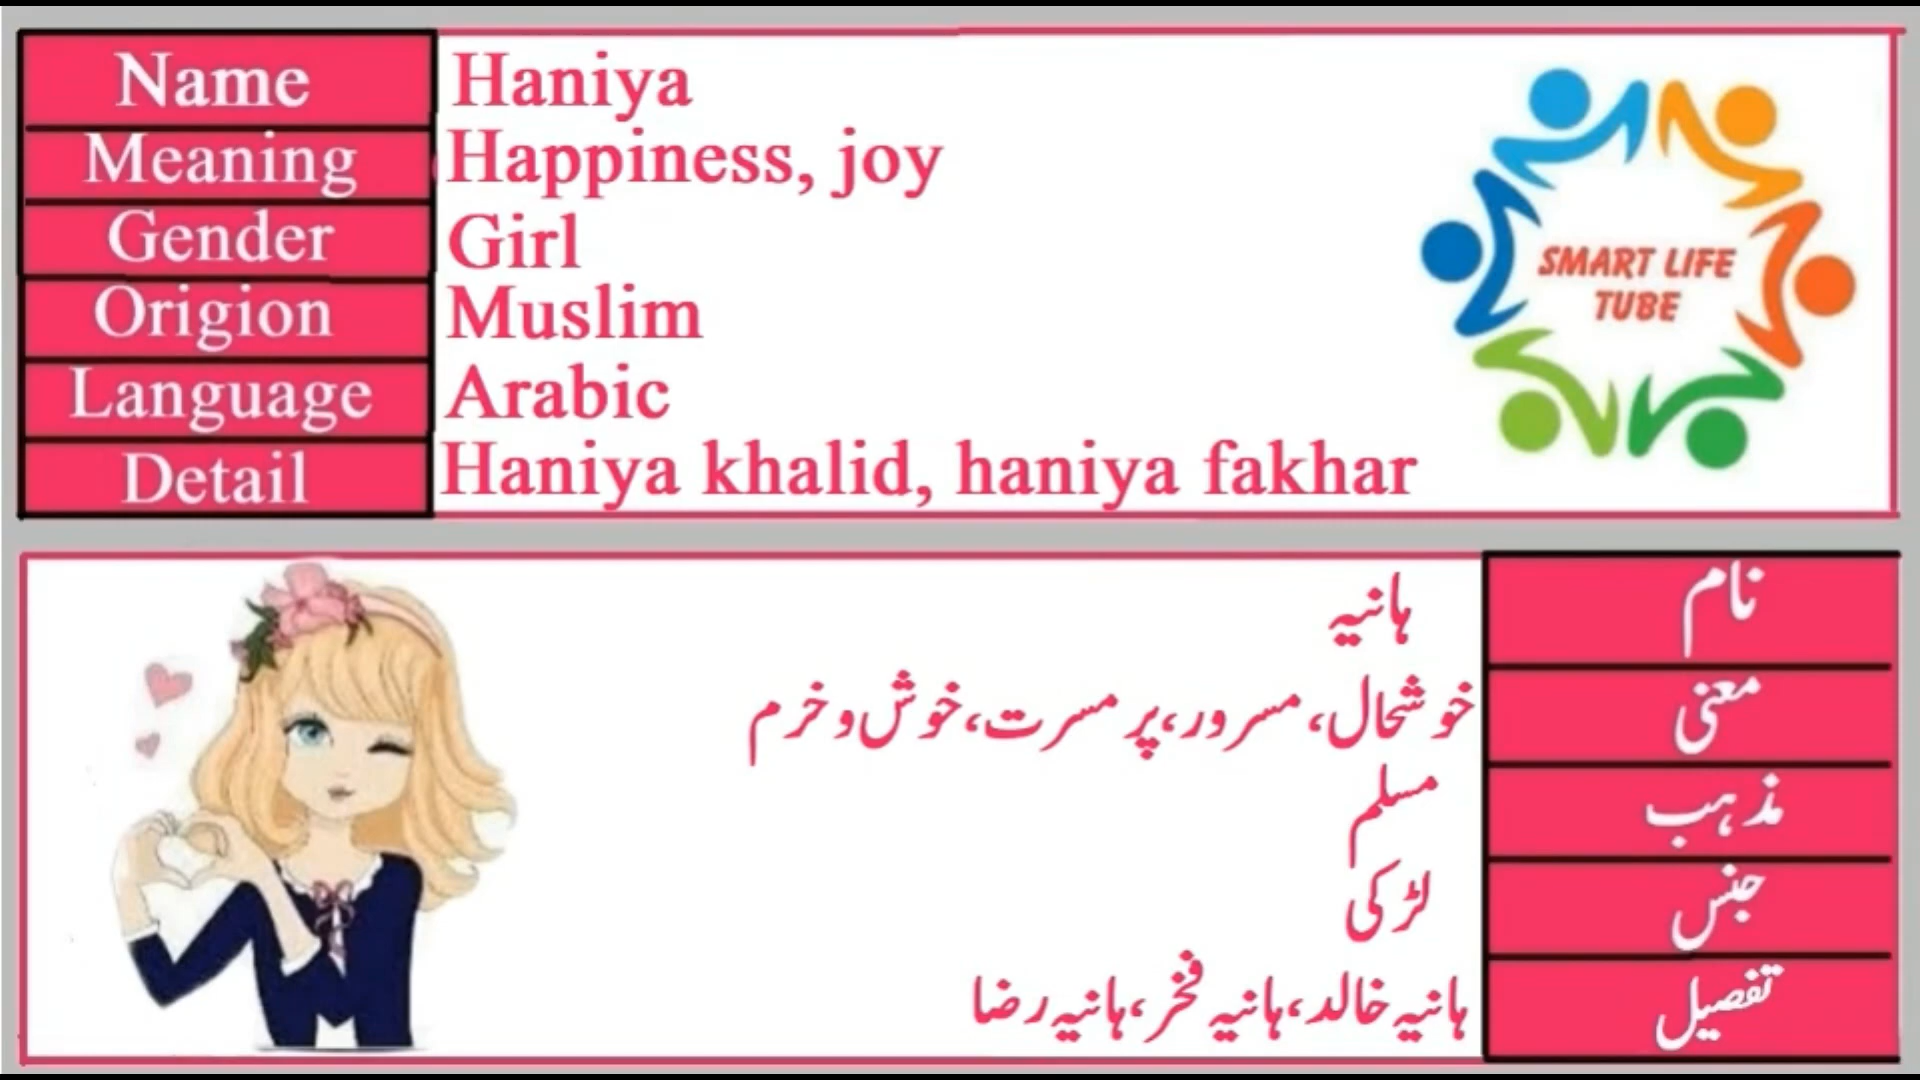 Name Haniya
Meaning Happiness, joy
Gender Girl
Origion Muslim
Language Arabic
Detail Haniya khalid, haniya fakhar
SMART LIFE
TUBE
نام ہانیہ
معنی خوشحال، مسرور، پر مسرت، خوش و خرم
مذہب مسلم
جنس لڑکی
تفصیل ہانیہ خالد، ہانیہ فخر، ہانیہ رضا